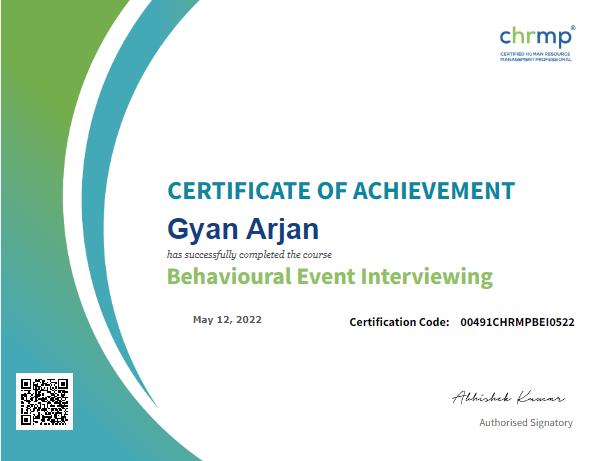 chrmp®
CERTIFIED HUMAN RESOURCE
MANAGEMENT PROFESSIONAL
CERTIFICATE OF ACHIEVEMENT
Gyan Arjan
has successfully completed the course
Behavioural Event Interviewing
May 12, 2022
Certification Code: 00491CHRMPBEI0522
Abhishek Kumar
Authorised Signatory